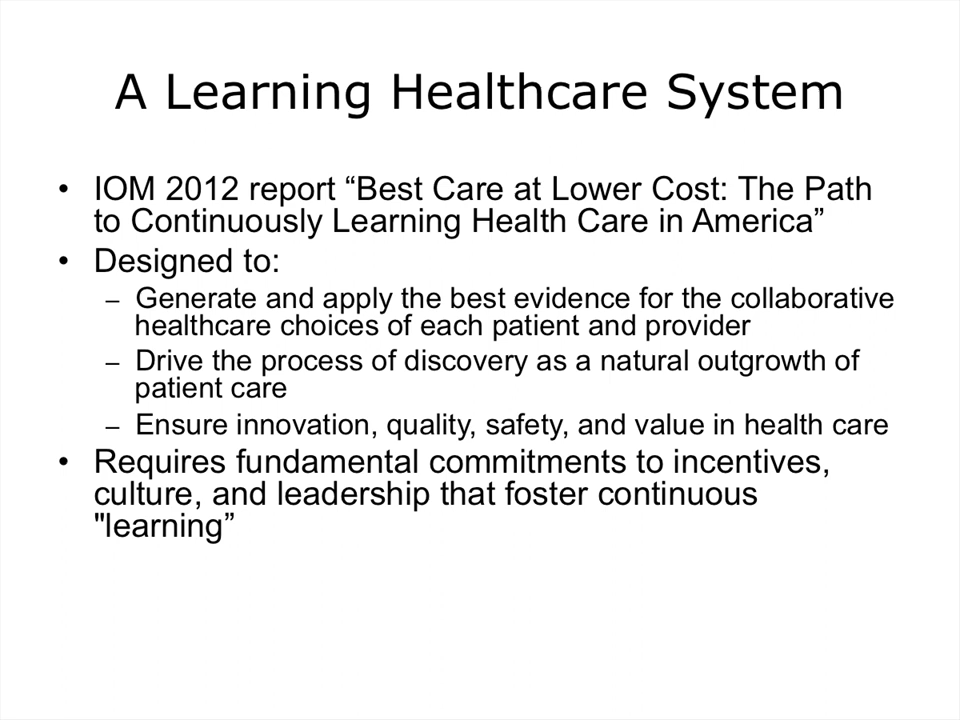 A Learning Healthcare System
• IOM 2012 report “Best Care at Lower Cost: The Path
to Continuously Learning Health Care in America”
• Designed to:
– Generate and apply the best evidence for the collaborative
healthcare choices of each patient and provider
– Drive the process of discovery as a natural outgrowth of
patient care
– Ensure innovation, quality, safety, and value in health care
• Requires fundamental commitments to incentives,
culture, and leadership that foster continuous
"learning”